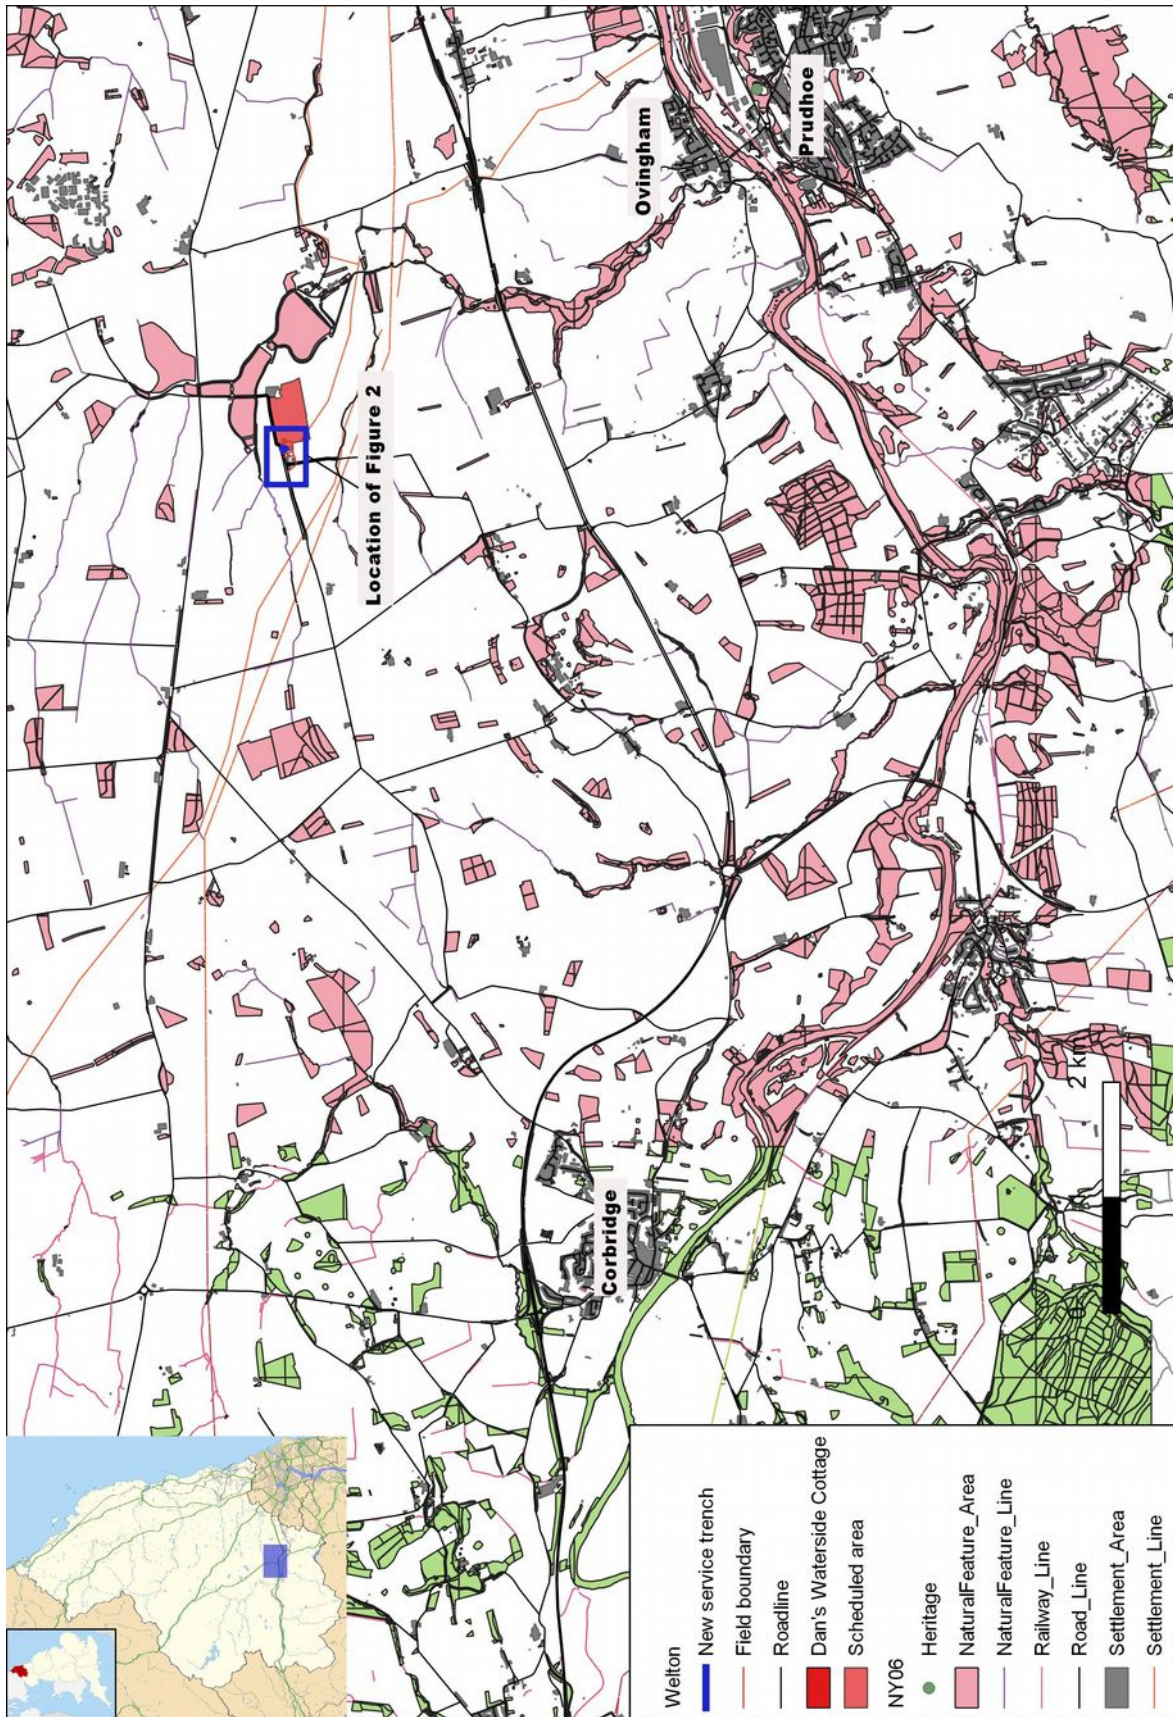 Prudhoe
Ovingham
Location of Figure 2
Corbridge
2 km
0
Welton
New service trench
Field boundary
Roadline
Dan's Waterside Cottage
Scheduled area
NY06
Heritage
NaturalFeature_Area
NaturalFeature_Line
Railway_Line
Road_Line
Settlement_Area
Settlement_Line